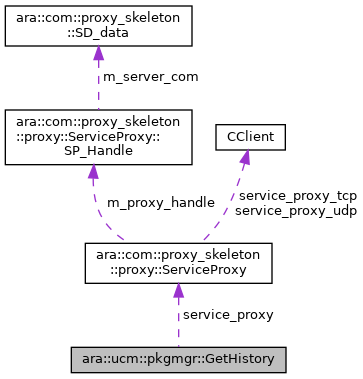 ara::com::proxy_skeleton
::SD_data
m_server_com
ara::com::proxy_skeleton
::proxy::ServiceProxy::
SP_Handle
CClient
m_proxy_handle
service_proxy_tcp
service_proxy_udp
ara::com::proxy_skeleton
::proxy::ServiceProxy
service_proxy
ara::ucm::pkgmgr::GetHistory